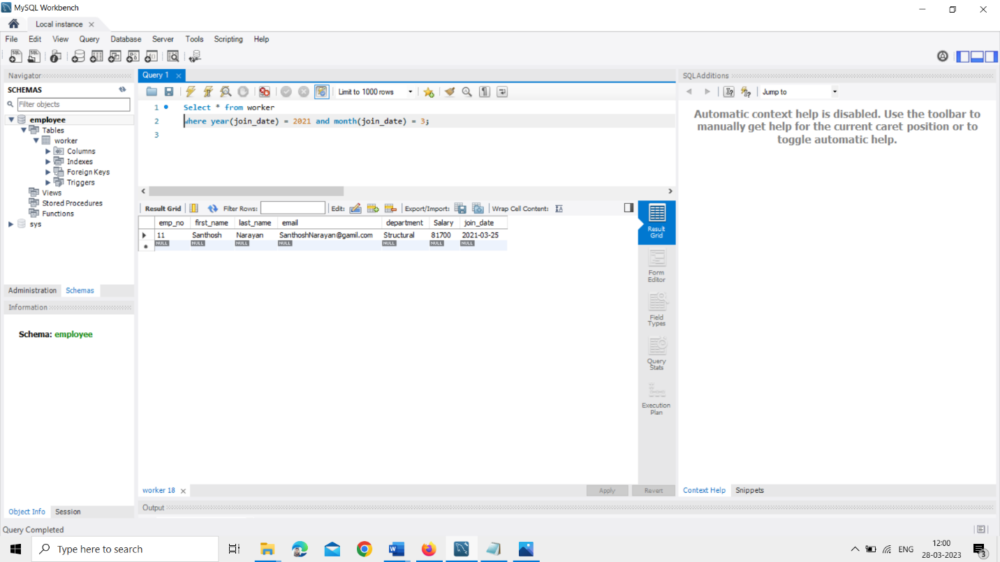 MySQL Workbench
Local instance
File Edit View Query Database Server Tools Scripting Help
Navigator
SCHEMAS
Filter objects
employee
Tables
worker
Columns
Indexes
Foreign Keys
Triggers
Views
Stored Procedures
Functions
sys
Administration Schemas
Information
Schema: employee
Object Info Session
Query 1
Limit to 1000 rows
1 Select * from worker
2 where year(join_date) = 2021 and month(join_date) = 3;
3
Result Grid Filter Rows: Edit: Export/Import: Wrap Cell Content:
emp_no first_name last_name email department Salary join_date
11 Santhosh Narayan SanthoshNarayan@gamil.com Structural 81700 2021-03-25
NULL NULL NULL NULL NULL NULL NULL
Result
Grid
Form
Editor
Field
Types
Query
Stats
Execution
Plan
worker 18 Apply Revert
Output
SQLAdditions
Jump to
Automatic context help is disabled. Use the toolbar to
manually get help for the current caret position or to
toggle automatic help.
Context Help Snippets
Query Completed
Type here to search
ENG
12:00
28-03-2023
3